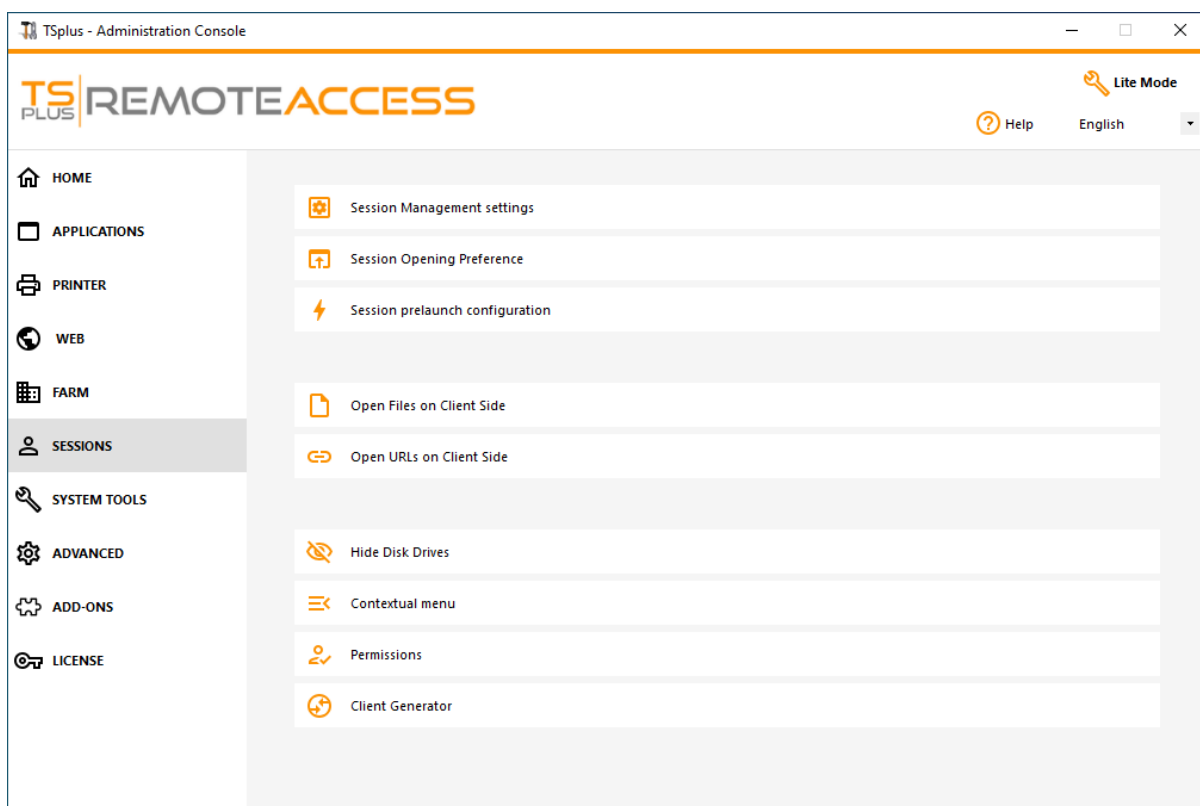 TSplus - Administration Console
TS PLUS REMOTEACCESS
Lite Mode
Help
English
HOME
APPLICATIONS
PRINTER
WEB
FARM
SESSIONS
SYSTEM TOOLS
ADVANCED
ADD-ONS
LICENSE
Session Management settings
Session Opening Preference
Session prelaunch configuration
Open Files on Client Side
Open URLs on Client Side
Hide Disk Drives
Contextual menu
Permissions
Client Generator